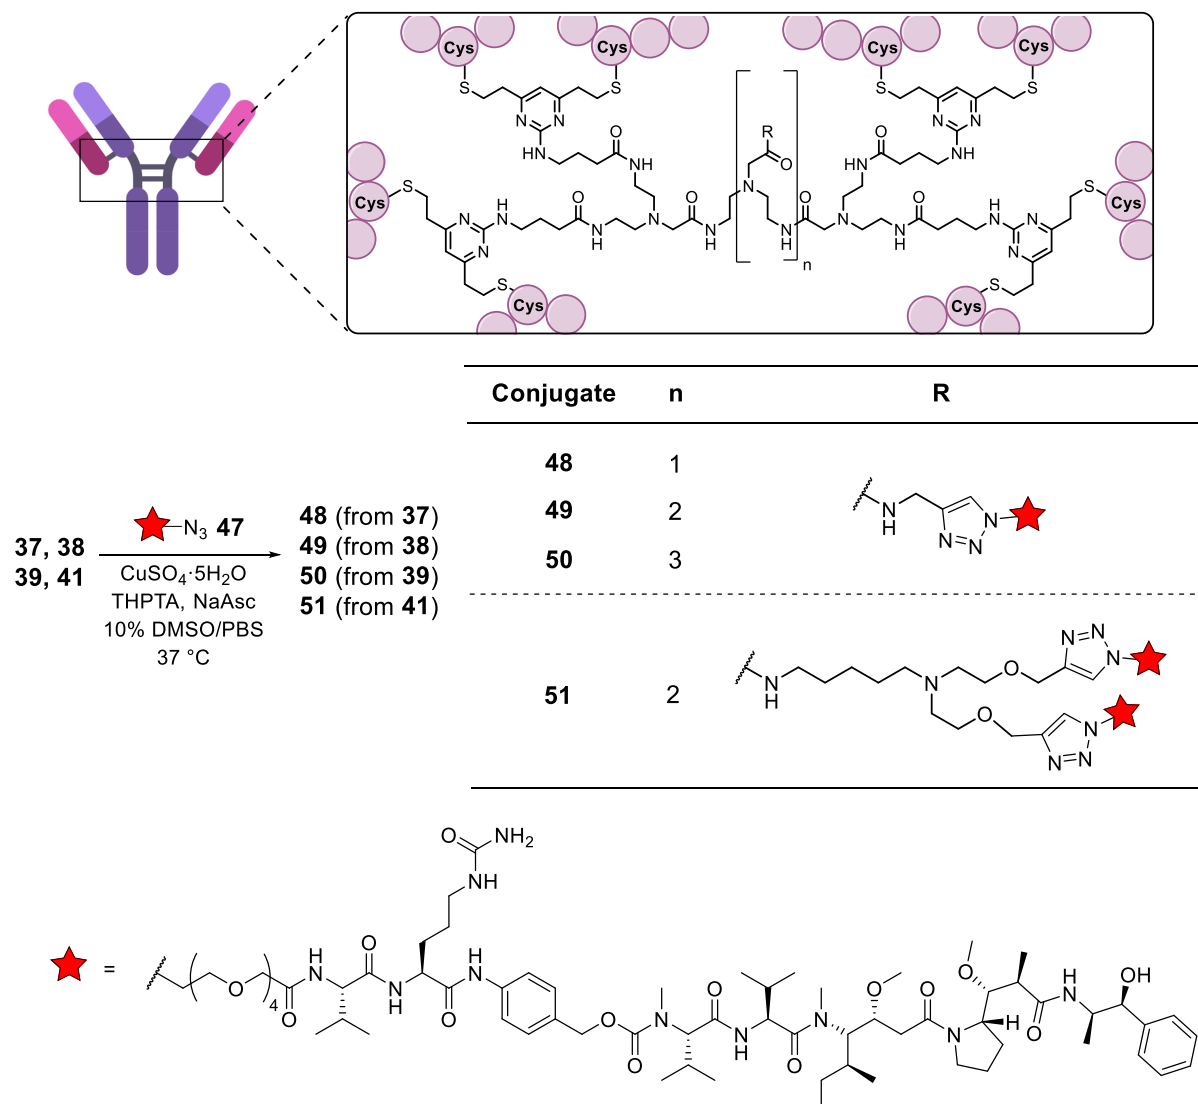 Cys
Cys
Cys
Cys
S
S
S
S
N
N
N
N
HN
O
NH
R
O
N
O
HN
NH
Cys
S
N
N
H
N
O
N
H
N
O
N
H
N
H
O
N
N
H
O
H
N
N
N
S
Cys
S
Cys
n
S
Cys
Conjugate n R
48 1
49 2
50 3
N
H
N
N
N
51 2
N
H
N
O
N
N
N
O
N
N
N
37, 38
39, 41
N3 47
CuSO4·5H2O
THPTA, NaAsc
10% DMSO/PBS
37 °C
48 (from 37)
49 (from 38)
50 (from 39)
51 (from 41)
=
O
4
O
H
N
O
N
H
O
NH2
NH
O
H
N
O
O
N
O
N
H
O
N
O
O
N
H
O
O
H
N
OH